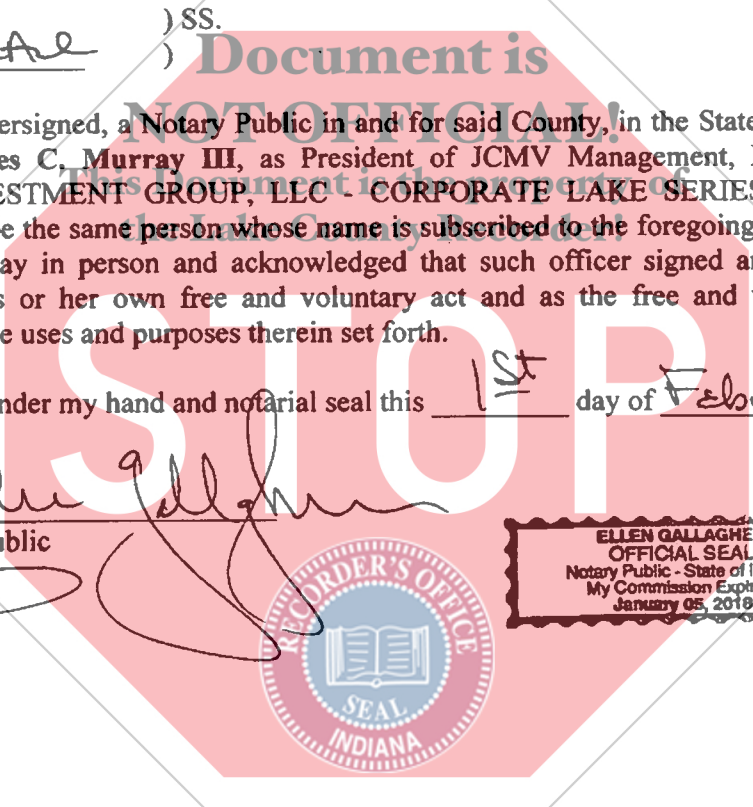 ) SS.
)
Document is
NOT OFFICIAL!
This Document is the property of
the Lake County Recorder!
ersigned, a Notary Public in and for said County, in the State
es C. Murray III, as President of JCMV Management,
ESTMENT GROUP, LLC - CORPORATE LAKE SERIES
e the same person whose name is subscribed to the foregoing
ay in person and acknowledged that such officer signed an
s or her own free and voluntary act and as the free and
e uses and purposes therein set forth.
nder my hand and notarial seal this 1st day of Feb
STOP
ublic
ELLEN GALLAGHE
OFFICIAL SEAL
Notary Public - State of I
My Commission Expi
January 05, 2018
RECORDER'S OFFICE
SEAL
INDIANA